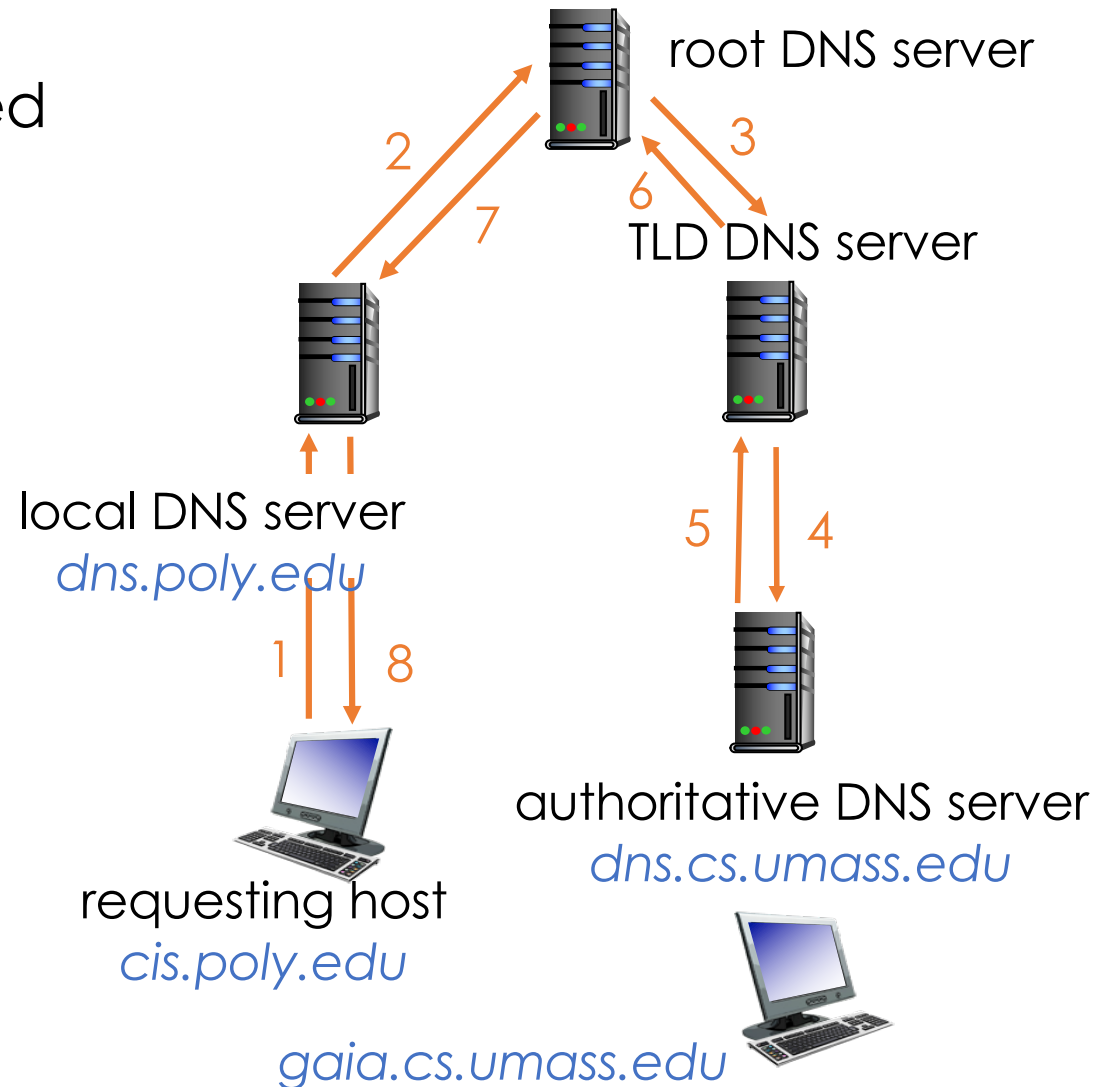 root DNS server
ed
2
3
7
6
TLD DNS server
local DNS server
dns.poly.edu
5
4
1
8
authoritative DNS server
dns.cs.umass.edu
requesting host
cis.poly.edu
gaia.cs.umass.edu